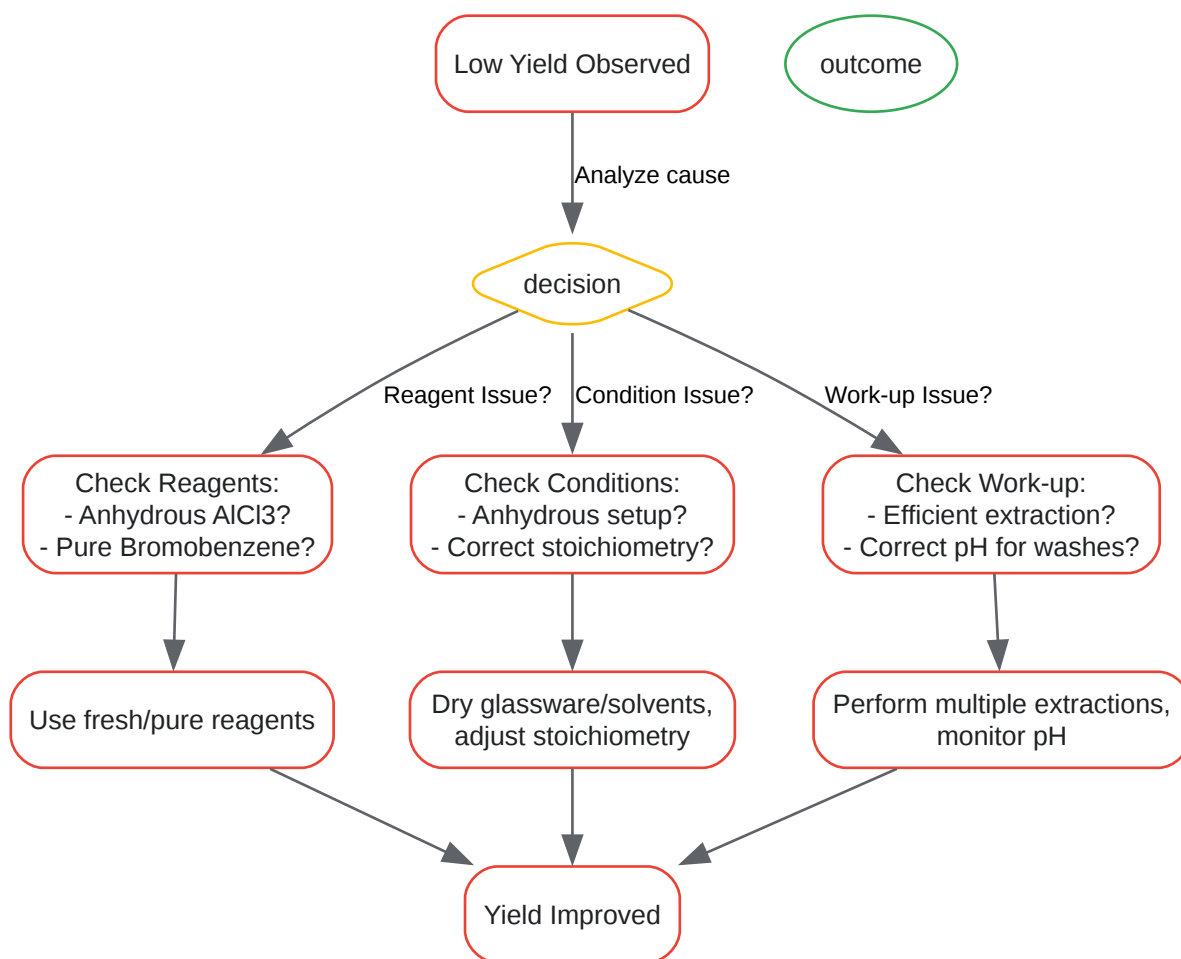 Low Yield Observed
outcome
Analyze cause
decision
Reagent Issue?
Condition Issue?
Work-up Issue?
Check Reagents:
- Anhydrous AlCl3?
- Pure Bromobenzene?
Check Conditions:
- Anhydrous setup?
- Correct stoichiometry?
Check Work-up:
- Efficient extraction?
- Correct pH for washes?
Use fresh/pure reagents
Dry glassware/solvents,
adjust stoichiometry
Perform multiple extractions,
monitor pH
Yield Improved